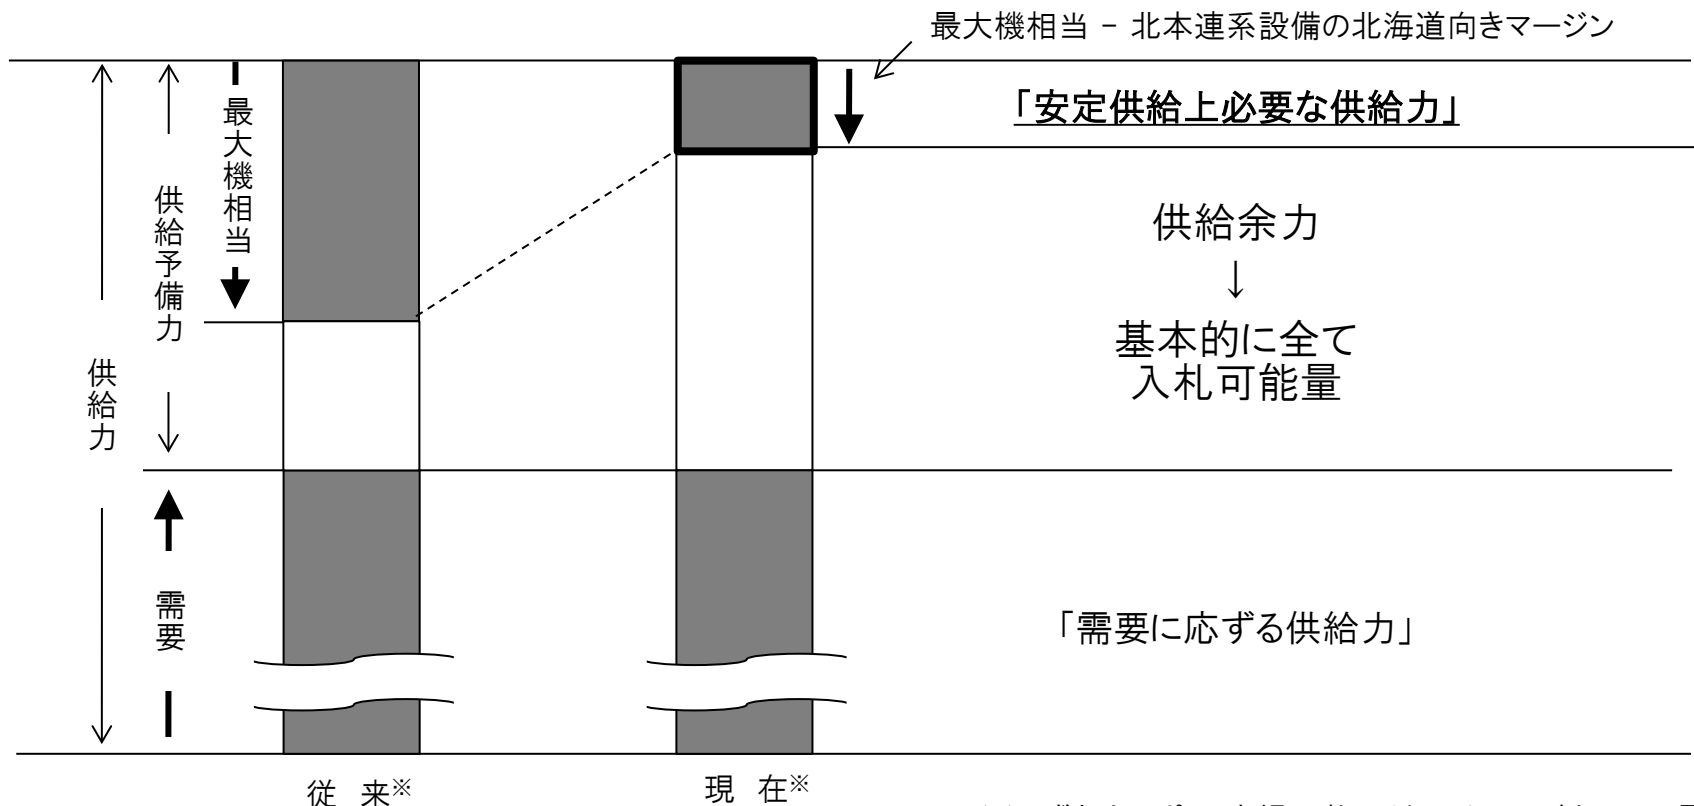 最大機相当 － 北本連系設備の北海道向きマージン
「安定供給上必要な供給力」
最大機相当
供給予備力
供給力
供給余力
↓
基本的に全て
入札可能量
需要
「需要に応ずる供給力」
従 来※
現 在※